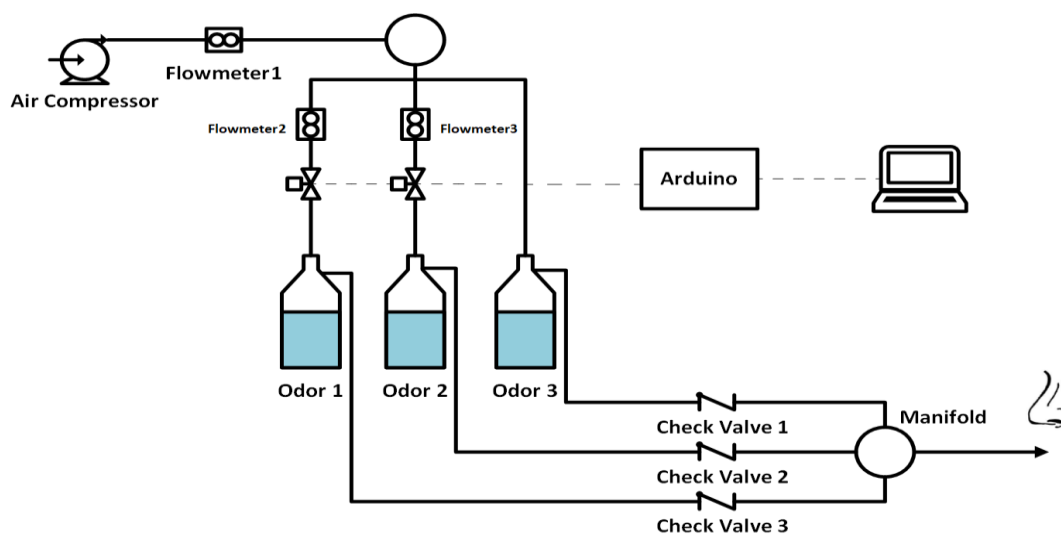 Flowmeter1
Air Compressor
Flowmeter2
Flowmeter3
Arduino
Odor 1
Odor 2
Odor 3
Check Valve 1
Manifold
Check Valve 2
Check Valve 3